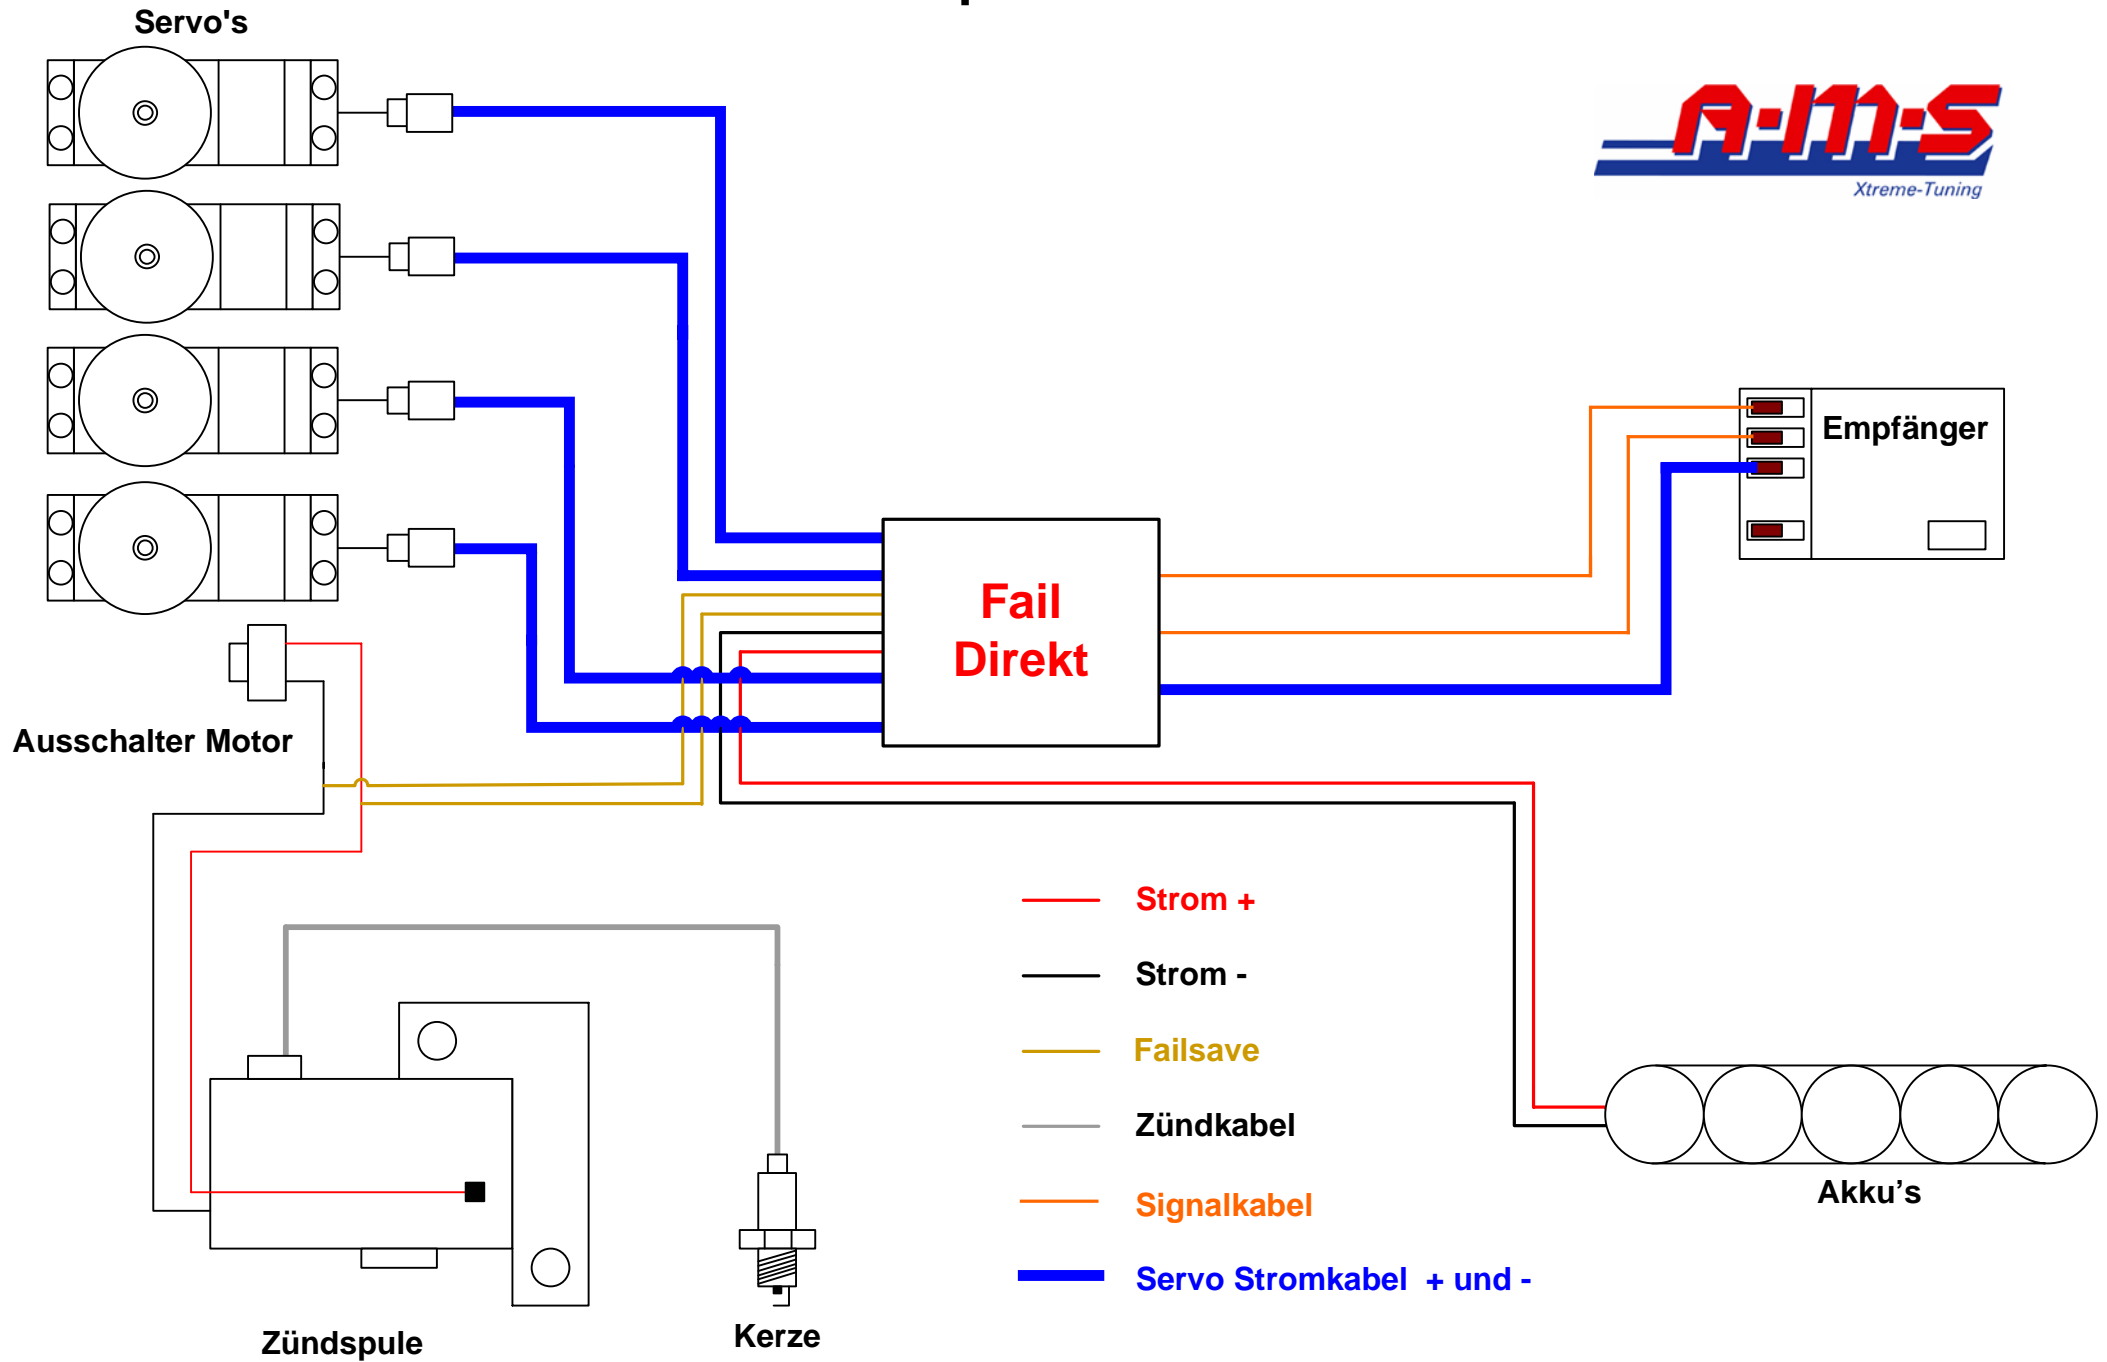 Servo's
A·M·S
Xtreme-Tuning
Empfänger
Fail
Direkt
Ausschalter Motor
Strom +
Strom -
Failsave
Zündkabel
Signalkabel
Servo Stromkabel + und -
Akku’s
Kerze
Zündspule